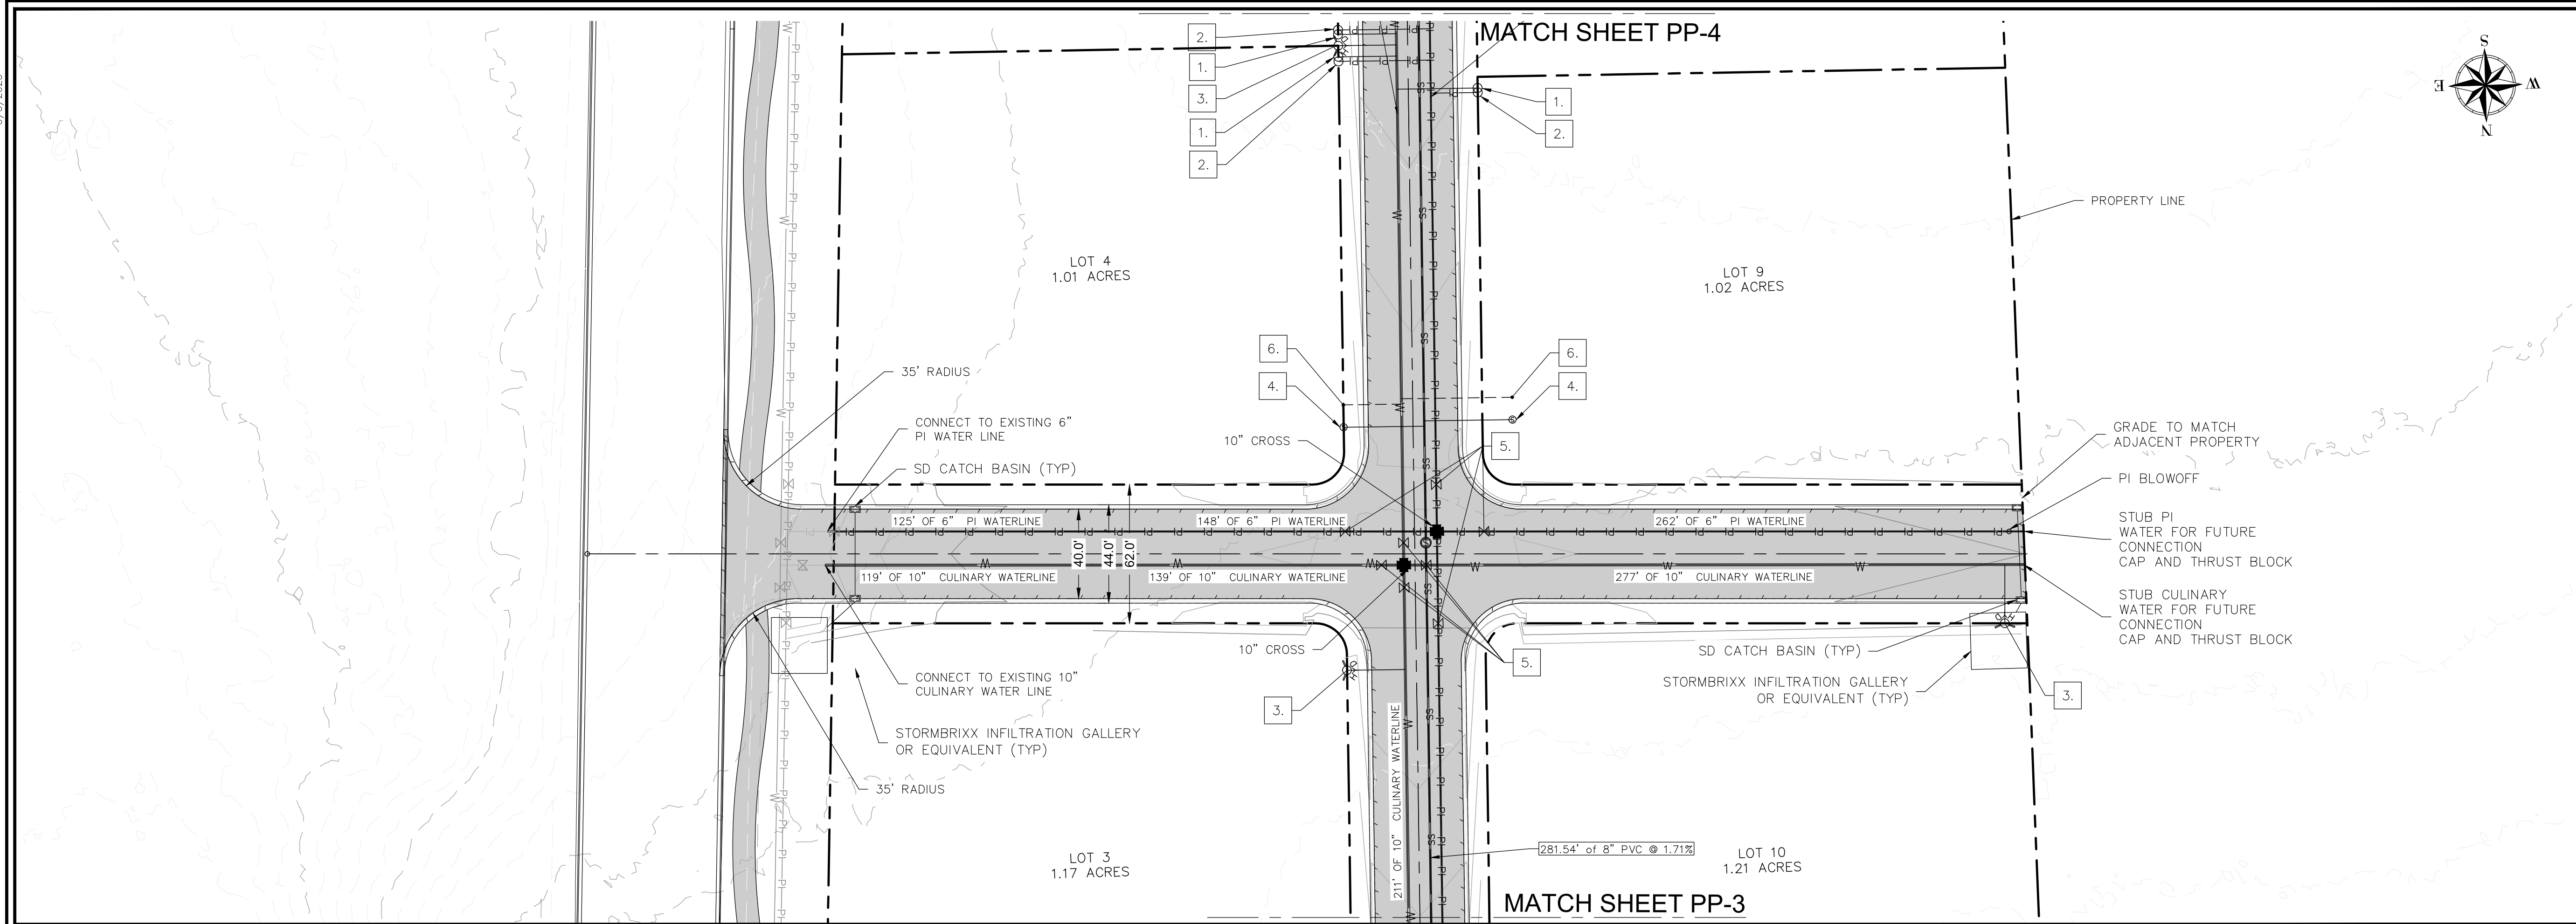 MATCH SHEET PP-4
2.
1.
3.
1.
2.
1.
2.
S
E
W
N
PROPERTY LINE
LOT 4
1.01 ACRES
LOT 9
1.02 ACRES
35' RADIUS
6.
4.
6.
4.
CONNECT TO EXISTING 6"
PI WATER LINE
10" CROSS
5.
SD CATCH BASIN (TYP)
GRADE TO MATCH
ADJACENT PROPERTY
PI BLOWOFF
125' OF 6" PI WATERLINE
148' OF 6" PI WATERLINE
262' OF 6" PI WATERLINE
STUB PI
WATER FOR FUTURE
CONNECTION
CAP AND THRUST BLOCK
40.0'
44.0'
62.0'
119' OF 10" CULINARY WATERLINE
139' OF 10" CULINARY WATERLINE
277' OF 10" CULINARY WATERLINE
STUB CULINARY
WATER FOR FUTURE
CONNECTION
CAP AND THRUST BLOCK
10" CROSS
5.
SD CATCH BASIN (TYP)
CONNECT TO EXISTING 10"
CULINARY WATER LINE
STORMBRIXX INFILTRATION GALLERY
OR EQUIVALENT (TYP)
3.
3.
STORMBRIXX INFILTRATION GALLERY
OR EQUIVALENT (TYP)
35' RADIUS
211' OF 10" CULINARY WATERLINE
281.54' of 8" PVC @ 1.71%
LOT 3
1.17 ACRES
LOT 10
1.21 ACRES
MATCH SHEET PP-3